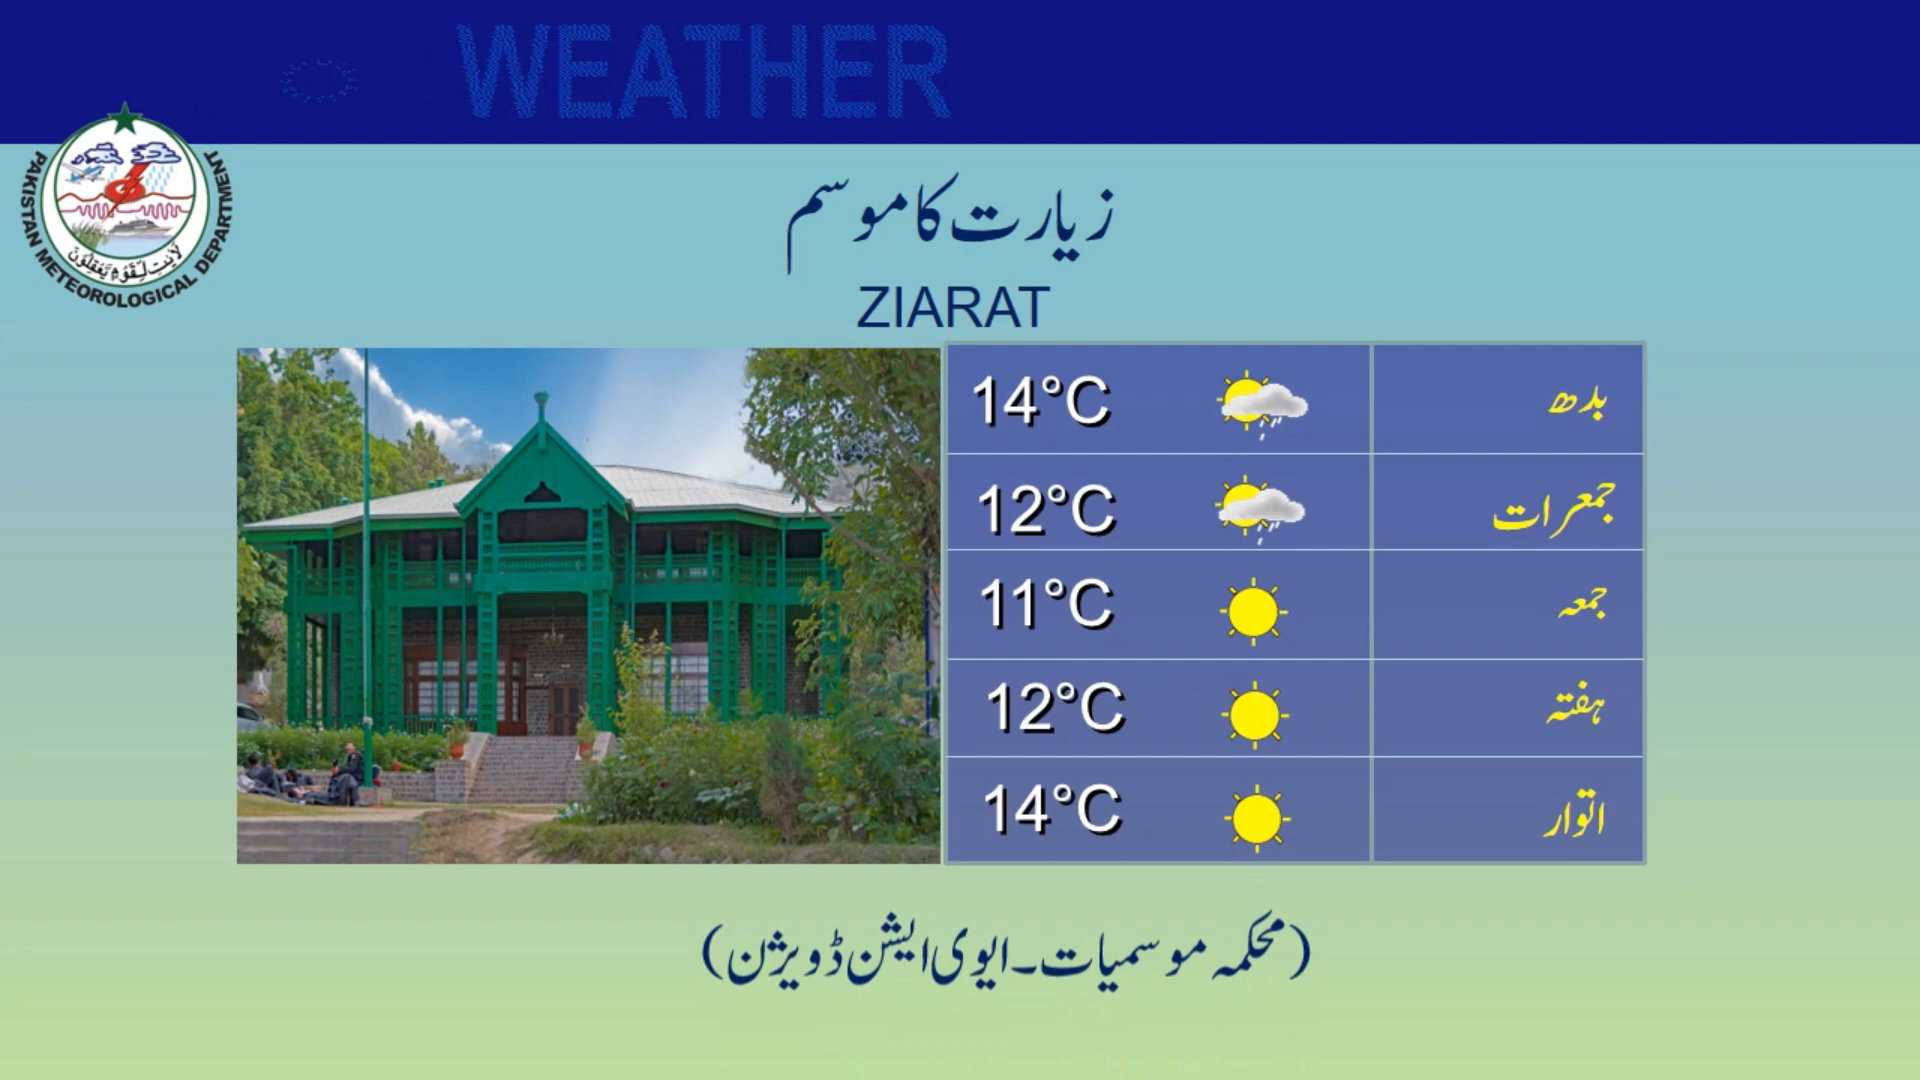 WEATHER
PAKISTAN METEOROLOGICAL DEPARTMENT
لَاٰيٰتٍ لِّقَوْمٍ يَّعْقِلُوْنَ
زیارت کا موسم
ZIARAT
بدھ 14°C
جمعرات 12°C
جمعہ 11°C
ہفتہ 12°C
اتوار 14°C
(محکمہ موسمیات۔ایوی ایشن ڈویژن)